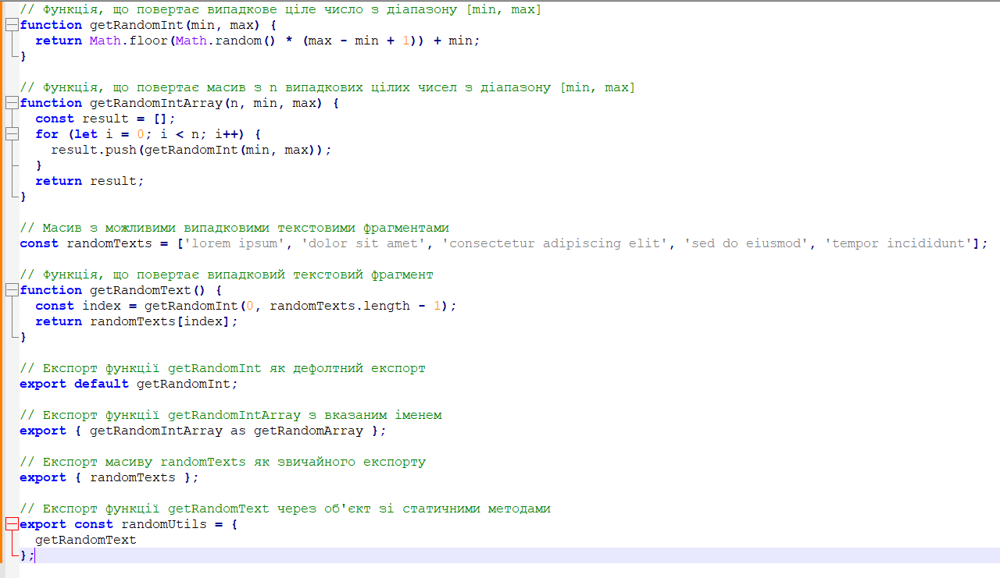 // Функція, що повертає випадкове ціле число з діапазону [min, max]
function getRandomInt(min, max) {
  return Math.floor(Math.random() * (max - min + 1)) + min;
}

// Функція, що повертає масив з n випадкових цілих чисел з діапазону [min, max]
function getRandomIntArray(n, min, max) {
  const result = [];
  for (let i = 0; i < n; i++) {
    result.push(getRandomInt(min, max));
  }
  return result;
}

// Масив з можливими випадковими текстовими фрагментами
const randomTexts = ['lorem ipsum', 'dolor sit amet', 'consectetur adipiscing elit', 'sed do eiusmod', 'tempor incididunt'];

// Функція, що повертає випадковий текстовий фрагмент
function getRandomText() {
  const index = getRandomInt(0, randomTexts.length - 1);
  return randomTexts[index];
}

// Експорт функції getRandomInt як дефолтний експорт
export default getRandomInt;

// Експорт функції getRandomIntArray з вказаним іменем
export { getRandomIntArray as getRandomArray };

// Експорт масиву randomTexts як звичайного експорту
export { randomTexts };

// Експорт функції getRandomText через об'єкт зі статичними методами
export const randomUtils = {
  getRandomText
};